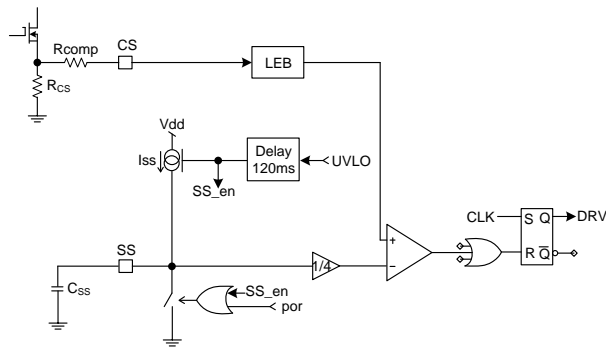 Rcomp
CS
LEB
RCS
Vdd
Iss
Delay
120ms
UVLO
SS_en
CLK
S Q
DRV
+
SS
1/4
−
R Q̅
CSS
SS_en
por